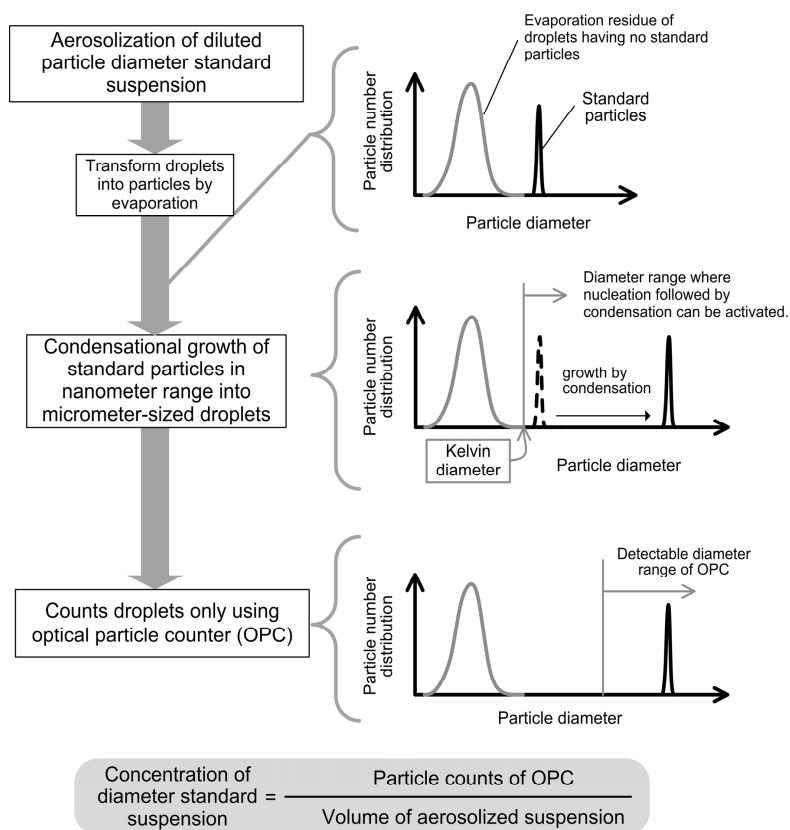 Aerosolization of diluted
particle diameter standard
suspension
Transform droplets
into particles by
evaporation
Condensational growth of
standard particles in
nanometer range into
micrometer-sized droplets
Counts droplets only using
optical particle counter (OPC)
Particle number
distribution
Evaporation residue of
droplets having no standard
particles
Standard
particles
Particle diameter
Particle number
distribution
Diameter range where
nucleation followed by
condensation can be activated.
growth by
condensation
Kelvin
diameter
Particle diameter
Particle number
distribution
Detectable diameter
range of OPC
Particle diameter
Concentration of
diameter standard
suspension
=
Particle counts of OPC
Volume of aerosolized suspension